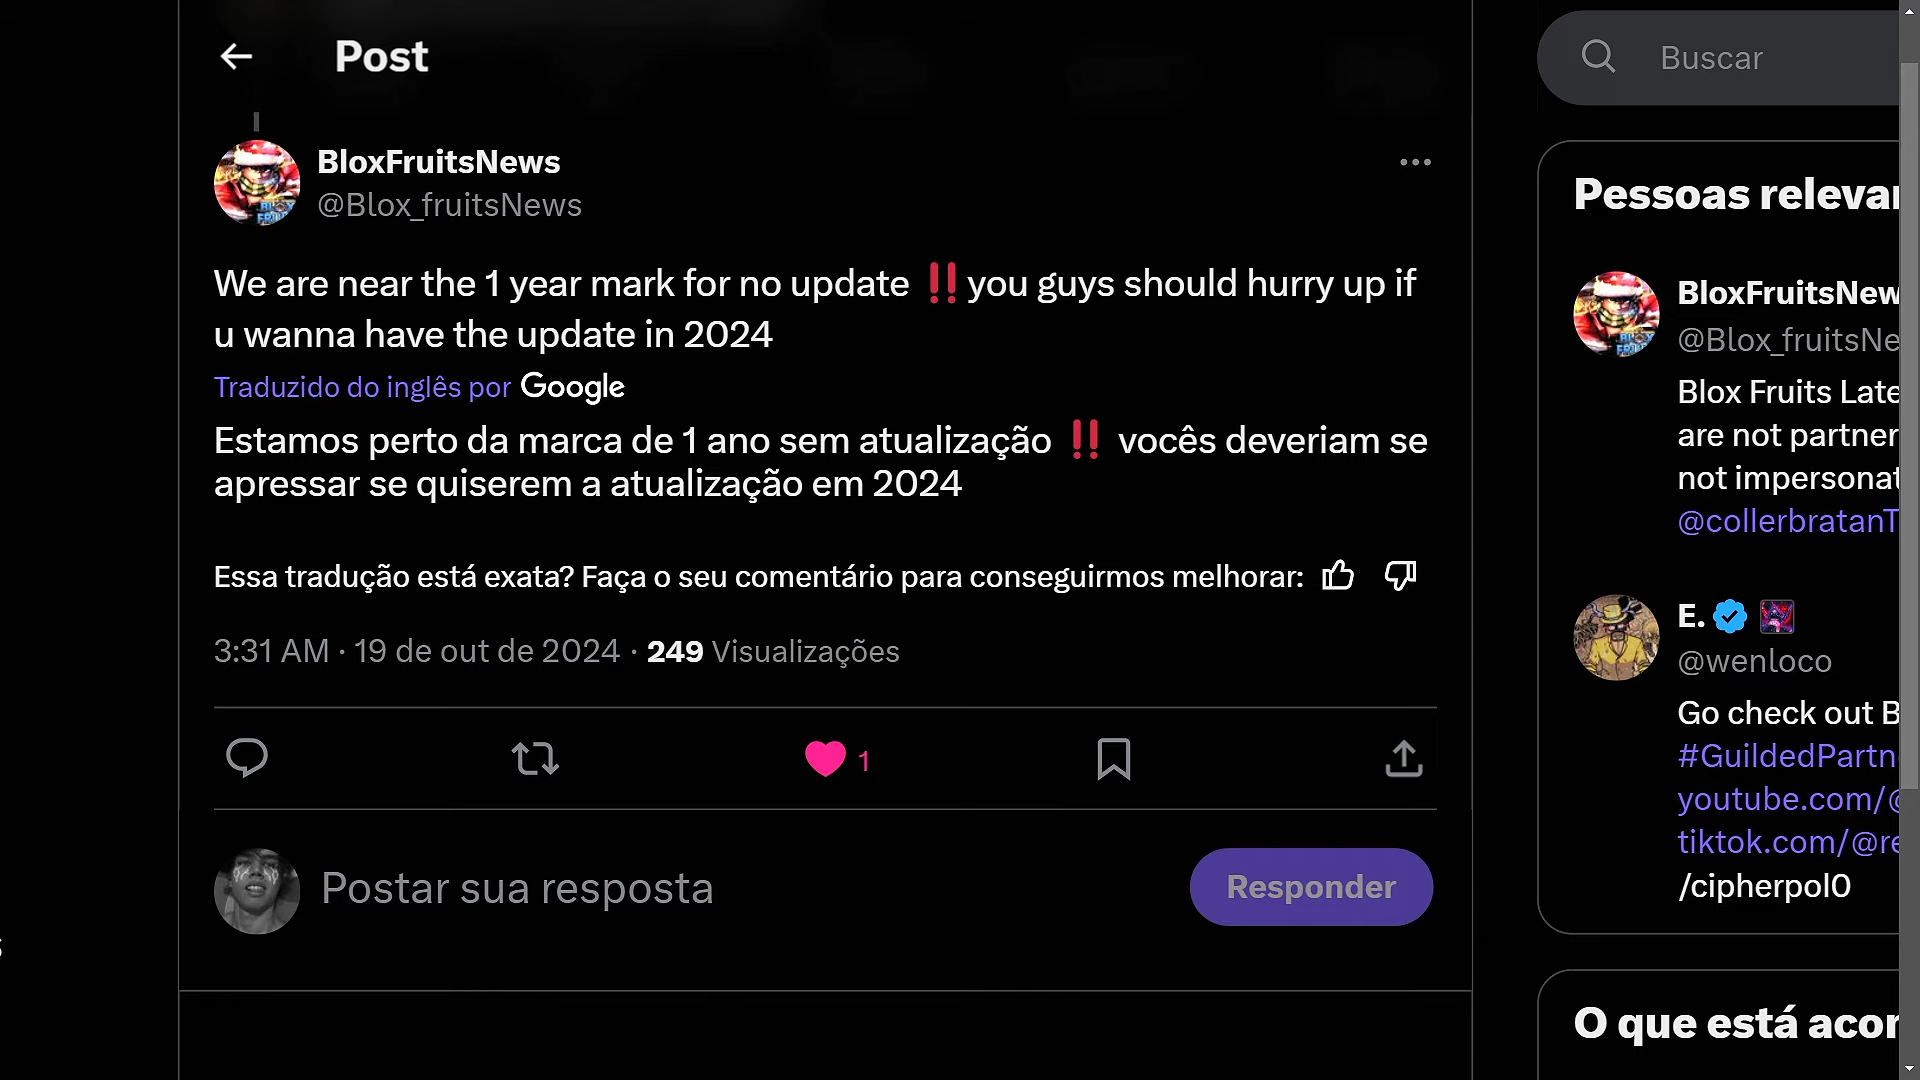 Post
Buscar
BloxFruitsNews
@Blox_fruitsNews
We are near the 1 year mark for no update ‼️you guys should hurry up if
u wanna have the update in 2024
Traduzido do inglês por Google
Estamos perto da marca de 1 ano sem atualização ‼️ vocês deveriam se
apressar se quiserem a atualização em 2024
Essa tradução está exata? Faça o seu comentário para conseguirmos melhorar:
3:31 AM · 19 de out de 2024 · 249 Visualizações
1
Postar sua resposta
Responder
Pessoas relevan
BloxFruitsNew
@Blox_fruitsNe
Blox Fruits Late
are not partner
not impersonat
@collerbratanT
E.
@wenloco
Go check out B
#GuildedPartn
youtube.com/@
tiktok.com/@re
/cipherpol0
O que está acon